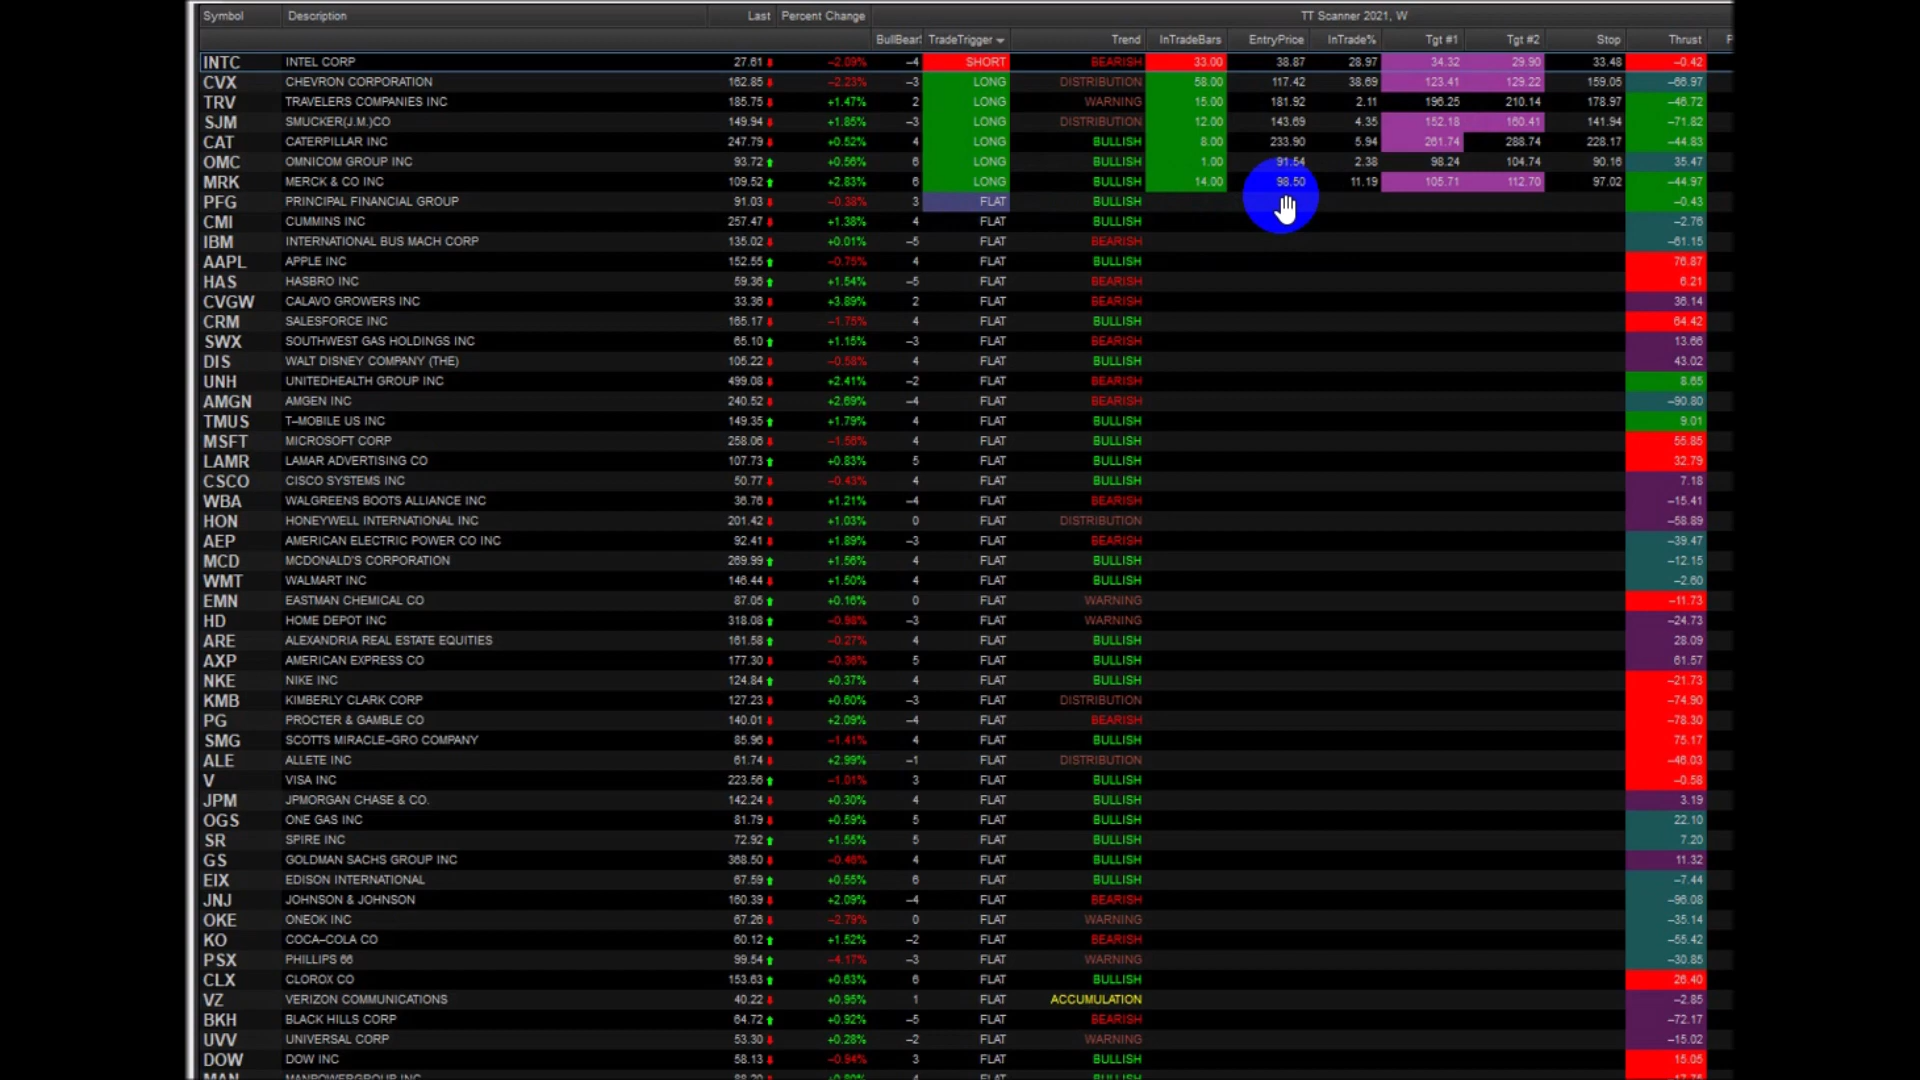 Symbol Description Last Percent Change TT Scanner 2021, W
BullBear TradeTrigger Trend InTradeBars EntryPrice InTrade% Tgt #1 Tgt #2 Stop Thrust
INTC INTEL CORP 27.61 –2.09% –4 SHORT BEARISH 33.00 38.87 28.97 34.32 29.90 33.48 –0.42
CVX CHEVRON CORPORATION 162.85 –2.23% –3 LONG DISTRIBUTION 58.00 117.42 38.69 123.41 129.22 159.05 –66.97
TRV TRAVELERS COMPANIES INC 185.75 +1.47% 2 LONG WARNING 15.00 181.92 2.11 196.25 210.14 178.97 –46.72
SJM SMUCKER(J.M.)CO 149.94 +1.85% –3 LONG DISTRIBUTION 12.00 143.69 4.35 152.18 160.41 141.94 –71.82
CAT CATERPILLAR INC 247.79 +0.52% 4 LONG BULLISH 8.00 233.90 5.94 261.74 288.74 228.17 –44.83
OMC OMNICOM GROUP INC 93.72 +0.56% 6 LONG BULLISH 1.00 91.54 2.38 98.24 104.74 90.16 35.47
MRK MERCK & CO INC 109.52 +2.83% 6 LONG BULLISH 14.00 98.50 11.19 105.71 112.70 97.02 –44.97
PFG PRINCIPAL FINANCIAL GROUP 91.03 –0.38% 3 FLAT BULLISH –0.43
CMI CUMMINS INC 257.47 +1.38% 4 FLAT BULLISH –2.76
IBM INTERNATIONAL BUS MACH CORP 135.02 +0.01% –5 FLAT BEARISH –61.15
AAPL APPLE INC 152.55 –0.75% 4 FLAT BULLISH 76.87
HAS HASBRO INC 59.36 +1.54% –5 FLAT BEARISH 6.21
CVGW CALAVO GROWERS INC 33.36 +3.89% 2 FLAT BEARISH 36.14
CRM SALESFORCE INC 165.17 –1.75% 4 FLAT BULLISH 64.42
SWX SOUTHWEST GAS HOLDINGS INC 65.10 +1.15% –3 FLAT BEARISH 13.66
DIS WALT DISNEY COMPANY (THE) 105.22 –0.58% 4 FLAT BULLISH 43.02
UNH UNITEDHEALTH GROUP INC 499.08 +2.41% –2 FLAT BEARISH 8.65
AMGN AMGEN INC 240.52 +2.69% –4 FLAT BEARISH –90.80
TMUS T–MOBILE US INC 149.35 +1.79% 4 FLAT BULLISH 9.01
MSFT MICROSOFT CORP 258.06 –1.56% 4 FLAT BULLISH 55.85
LAMR LAMAR ADVERTISING CO 107.73 +0.83% 5 FLAT BULLISH 32.79
CSCO CISCO SYSTEMS INC 50.77 –0.43% 4 FLAT BULLISH 7.18
WBA WALGREENS BOOTS ALLIANCE INC 36.76 +1.21% –4 FLAT BEARISH –15.41
HON HONEYWELL INTERNATIONAL INC 201.42 +1.03% 0 FLAT DISTRIBUTION –58.89
AEP AMERICAN ELECTRIC POWER CO INC 92.41 +1.89% –3 FLAT BEARISH –39.47
MCD MCDONALD'S CORPORATION 269.99 +1.56% 4 FLAT BULLISH –12.15
WMT WALMART INC 146.44 +1.50% 4 FLAT BULLISH –2.60
EMN EASTMAN CHEMICAL CO 87.05 +0.16% 0 FLAT WARNING –11.73
HD HOME DEPOT INC 318.08 –0.98% –3 FLAT WARNING –24.73
ARE ALEXANDRIA REAL ESTATE EQUITIES 161.58 –0.27% 4 FLAT BULLISH 28.09
AXP AMERICAN EXPRESS CO 177.30 –0.36% 5 FLAT BULLISH 61.57
NKE NIKE INC 124.84 +0.37% 4 FLAT BULLISH –21.73
KMB KIMBERLY CLARK CORP 127.23 +0.60% –3 FLAT DISTRIBUTION –74.90
PG PROCTER & GAMBLE CO 140.01 +2.09% –4 FLAT BEARISH –78.30
SMG SCOTTS MIRACLE–GRO COMPANY 85.96 –1.41% 4 FLAT BULLISH 75.17
ALE ALLETE INC 61.74 +2.99% –1 FLAT DISTRIBUTION –46.03
V VISA INC 223.56 –1.01% 3 FLAT BULLISH –0.58
JPM JPMORGAN CHASE & CO. 142.24 +0.30% 4 FLAT BULLISH 3.19
OGS ONE GAS INC 81.79 +0.59% 5 FLAT BULLISH 22.10
SR SPIRE INC 72.92 +1.55% 5 FLAT BULLISH 7.20
GS GOLDMAN SACHS GROUP INC 368.50 –0.46% 4 FLAT BULLISH 11.32
EIX EDISON INTERNATIONAL 67.59 +0.55% 6 FLAT BULLISH –7.44
JNJ JOHNSON & JOHNSON 160.39 +2.09% –4 FLAT BEARISH –96.08
OKE ONEOK INC 67.26 –2.79% 0 FLAT WARNING –35.14
KO COCA–COLA CO 60.12 +1.52% –2 FLAT BEARISH –55.42
PSX PHILLIPS 66 99.54 –4.17% –3 FLAT WARNING –30.85
CLX CLOROX CO 153.63 +0.63% 6 FLAT BULLISH 26.40
VZ VERIZON COMMUNICATIONS 40.22 +0.95% 1 FLAT ACCUMULATION –2.85
BKH BLACK HILLS CORP 64.72 +0.92% –5 FLAT BEARISH –72.17
UVV UNIVERSAL CORP 53.30 +0.28% –2 FLAT WARNING –15.02
DOW DOW INC 58.13 –0.94% 3 FLAT BULLISH 15.05
MAN MANPOWERGROUP INC FLAT BULLISH